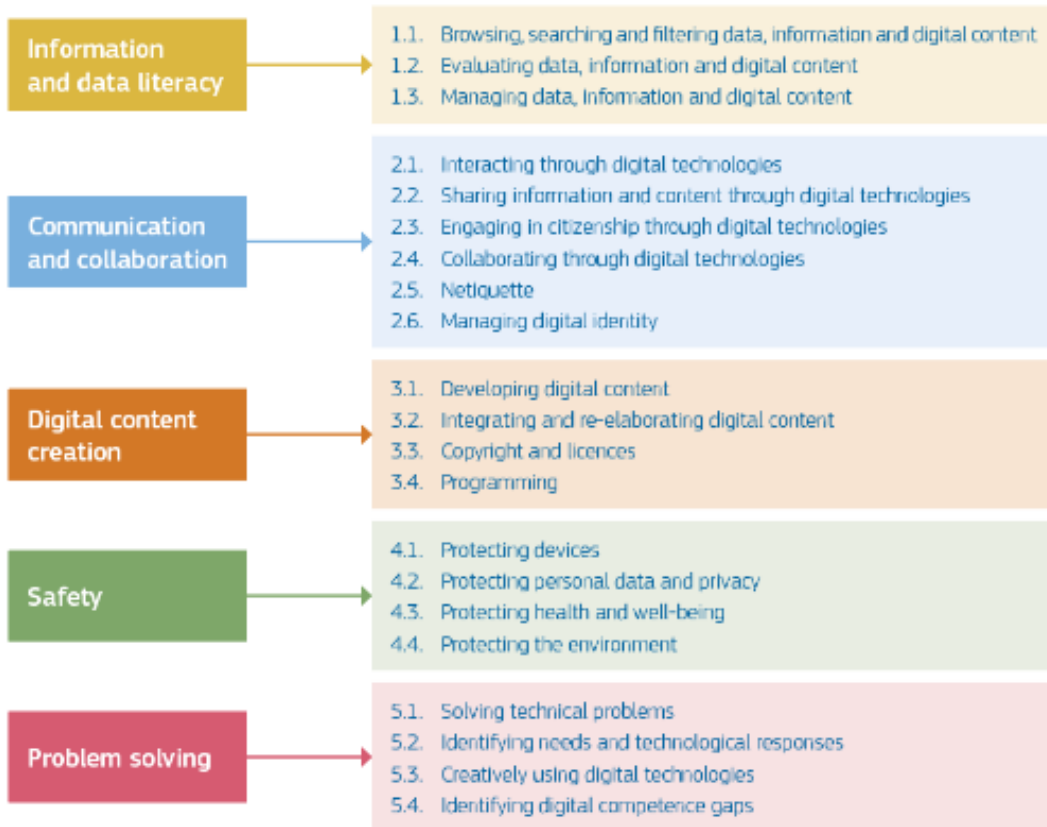 Information
and data literacy
1.1. Browsing, searching and filtering data, information and digital content
1.2. Evaluating data, information and digital content
1.3. Managing data, information and digital content
Communication
and collaboration
2.1. Interacting through digital technologies
2.2. Sharing information and content through digital technologies
2.3. Engaging in citizenship through digital technologies
2.4. Collaborating through digital technologies
2.5. Netiquette
2.6. Managing digital identity
Digital content
creation
3.1. Developing digital content
3.2. Integrating and re-elaborating digital content
3.3. Copyright and licences
3.4. Programming
Safety
4.1. Protecting devices
4.2. Protecting personal data and privacy
4.3. Protecting health and well-being
4.4. Protecting the environment
Problem solving
5.1. Solving technical problems
5.2. Identifying needs and technological responses
5.3. Creatively using digital technologies
5.4. Identifying digital competence gaps